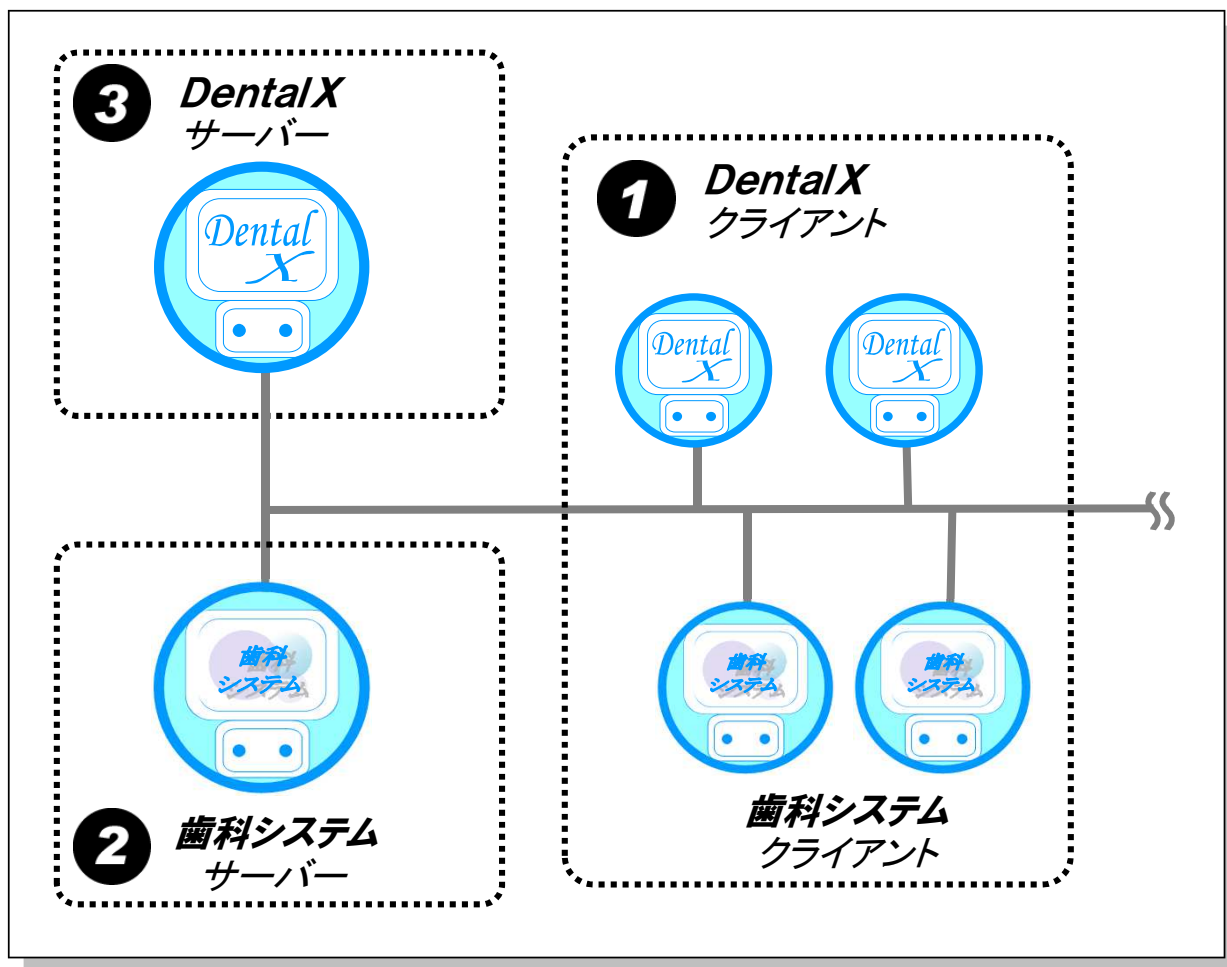 3
DentalX
サーバー
Dental
X
1
DentalX
クライアント
Dental
X
Dental
X
歯科
システム
2
歯科システム
サーバー
歯科
システム
歯科
システム
歯科システム
クライアント